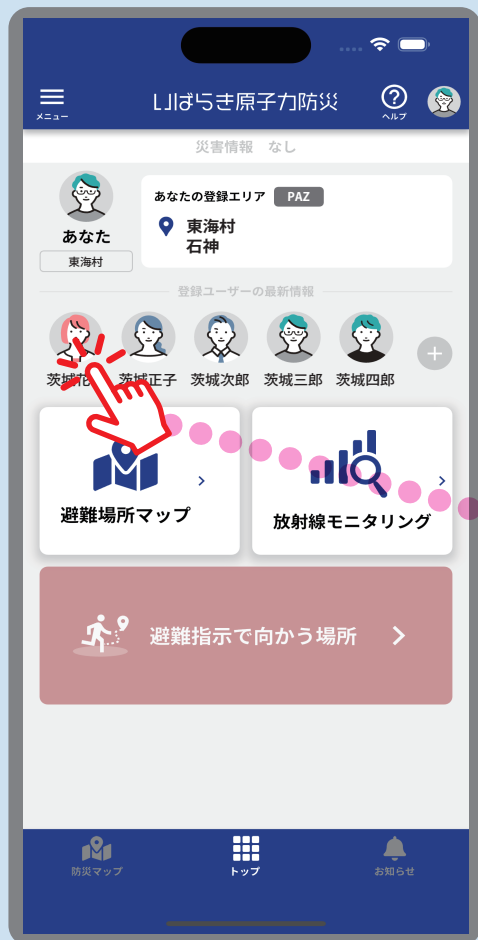 メニュー
いばらき原子力防災
ヘルプ
災害情報 なし
あなた
東海村
あなたの登録エリア PAZ
東海村
石神
登録ユーザーの最新情報
茨城 茨城正子 茨城次郎 茨城三郎 茨城四郎
避難場所マップ
放射線モニタリング
避難指示で向かう場所
防災マップ トップ お知らせ